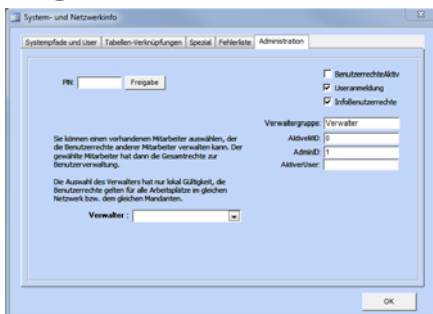 System- und Netzwerkinfo
Systempfade und User Tabellen-Verknüpfungen Spezial Fehlerliste Administration
PIN: Freigabe
BenutzerrechteAktiv
Useranmeldung
InfoBenutzerrechte
Verwaltergruppe: Verwalter
AktiveMID: 0
AdminID: 1
AktiverUser:
Sie können einen vorhandenen Mitarbeiter auswählen, der
die Benutzerrechte anderer Mitarbeiter verwalten kann. Der
gewählte Mitarbeiter hat dann die Gesamtrechte zur
Benutzerverwaltung.
Die Auswahl des Verwalters hat nur lokal Gültigkeit, die
Benutzerrechte gelten für alle Arbeitsplätze im gleichen
Netzwerk bzw. dem gleichen Mandanten.
Verwalter :
OK